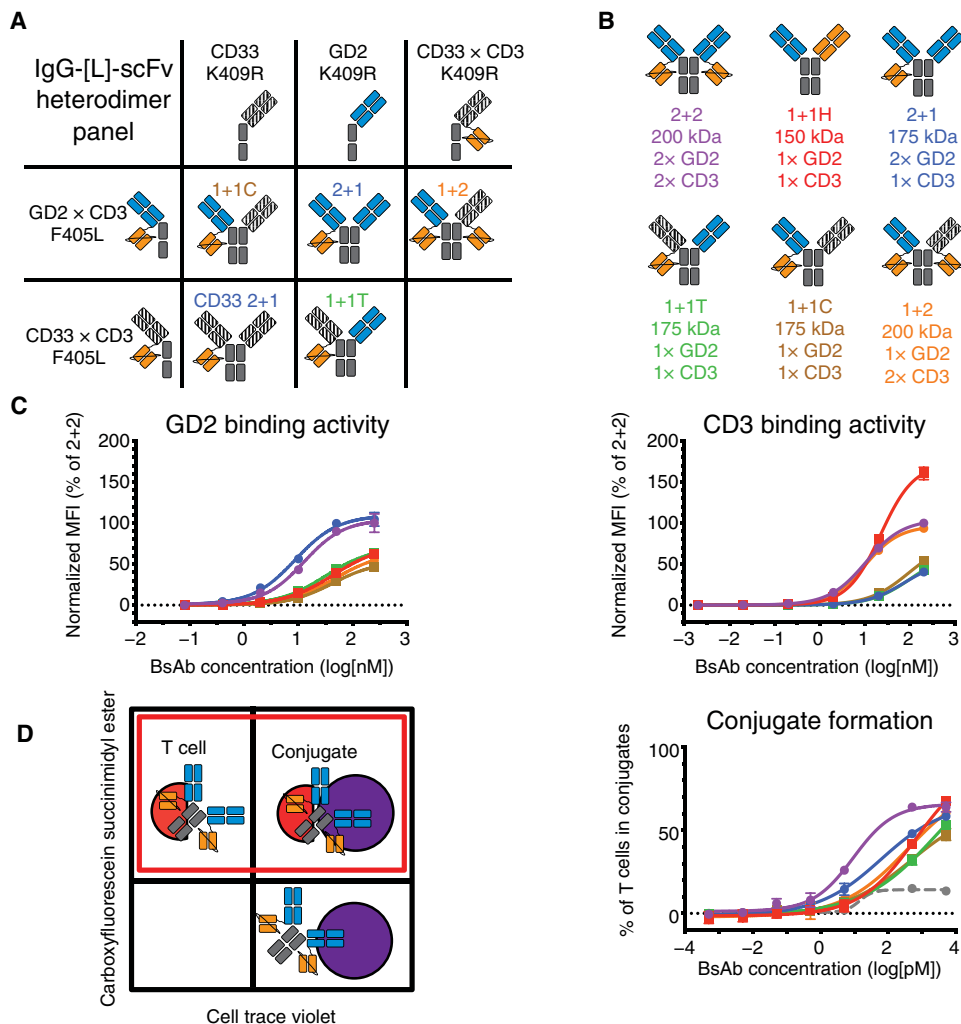 A
IgG-[L]-scFv
heterodimer
panel
CD33
K409R
GD2
K409R
CD33 × CD3
K409R
GD2 × CD3
F405L
1+1C
2+1
1+2
CD33 × CD3
F405L
CD33 2+1
1+1T
B
2+2
200 kDa
2× GD2
2× CD3
1+1H
150 kDa
1× GD2
1× CD3
2+1
175 kDa
2× GD2
1× CD3
1+1T
175 kDa
1× GD2
1× CD3
1+1C
175 kDa
1× GD2
1× CD3
1+2
200 kDa
1× GD2
2× CD3
C
GD2 binding activity
Normalized MFI (% of 2+2)
200
150
100
50
0
−2 −1 0 1 2 3
BsAb concentration (log[nM])
CD3 binding activity
Normalized MFI (% of 2+2)
200
150
100
50
0
−3 −2 −1 0 1 2 3
BsAb concentration (log[nM])
D
Carboxyfluorescein succinimidyl ester
T cell
Conjugate
Cell trace violet
Conjugate formation
% of T cells in conjugates
100
50
0
−4 −2 0 2 4
BsAb concentration (log[pM])